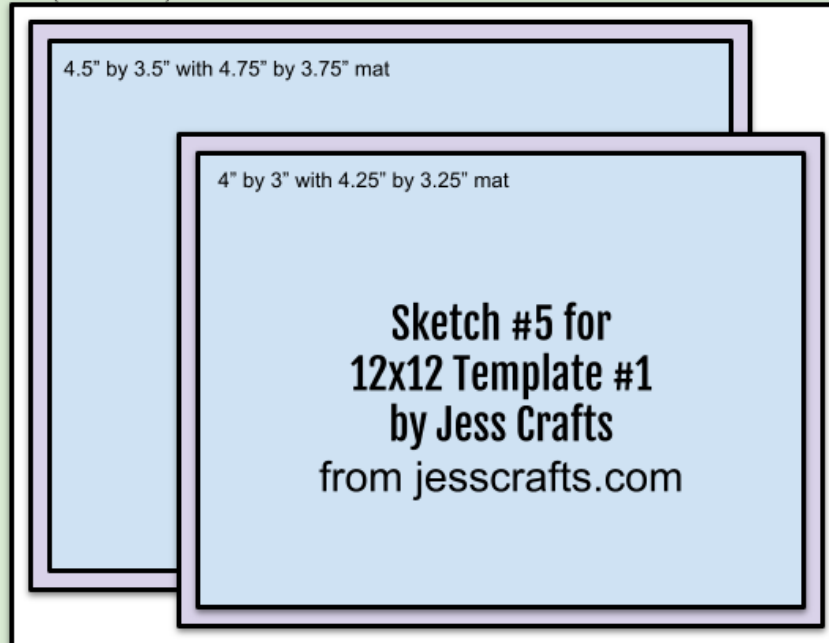 4.5” by 3.5” with 4.75” by 3.75” mat
4” by 3” with 4.25” by 3.25” mat
Sketch #5 for
12x12 Template #1
by Jess Crafts
from jesscrafts.com